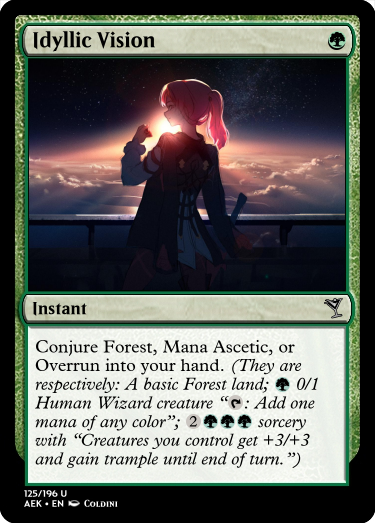 Idyllic Vision
Instant
Conjure Forest, Mana Ascetic, or
Overrun into your hand. (They are
respectively: A basic Forest land; 0/1
Human Wizard creature “: Add one
mana of any color”; 2 sorcery
with “Creatures you control get +3/+3
and gain trample until end of turn.”)
125/196 U
AEK • EN Coldini